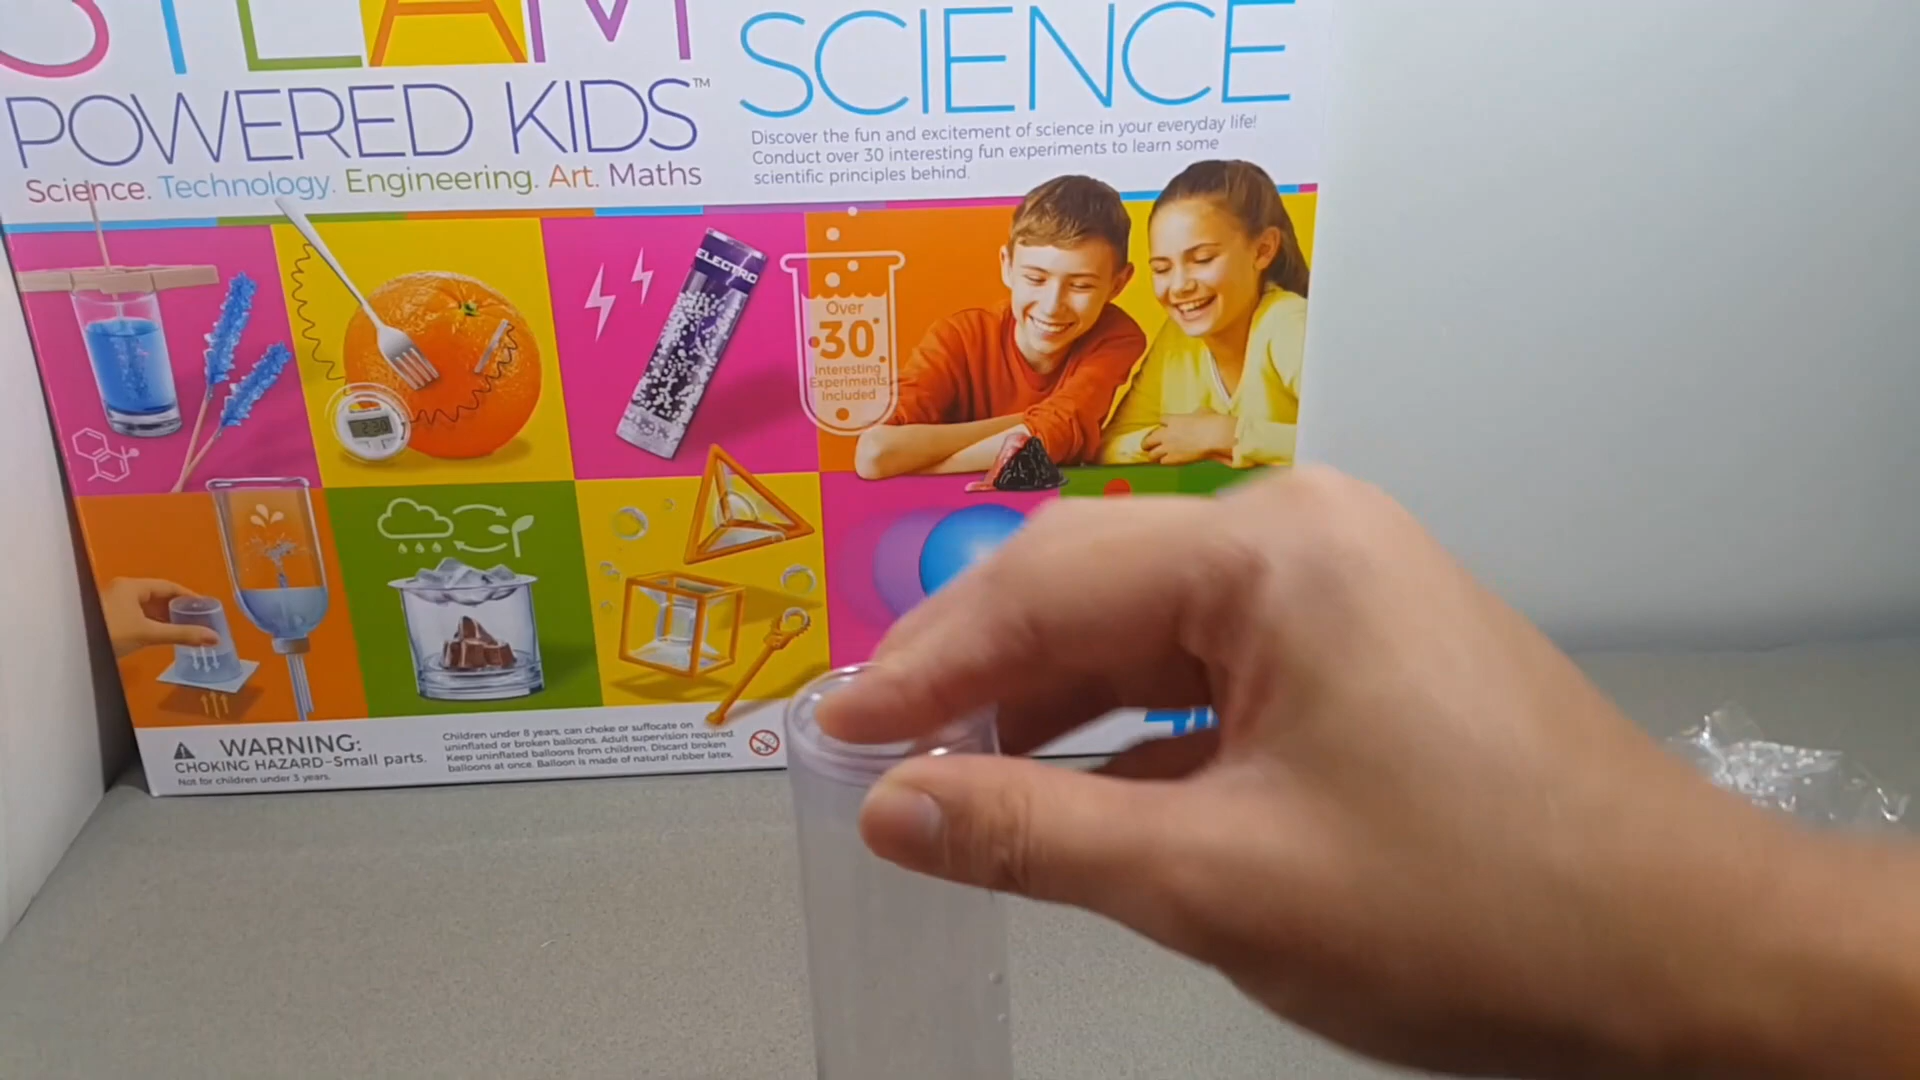 STEAM
POWERED KIDS™
Science. Technology. Engineering. Art. Maths
SCIENCE
Discover the fun and excitement of science in your everyday life!
Conduct over 30 interesting fun experiments to learn some
scientific principles behind.
ELECTRO
Over
30
Interesting
Experiments
Included
2.30
WARNING:
CHOKING HAZARD-Small parts.
Not for children under 3 years.
Children under 8 years, can choke or suffocate on
uninflated or broken balloons. Adult supervision required.
Keep uninflated balloons from children. Discard broken
balloons at once. Balloon is made of natural rubber latex.